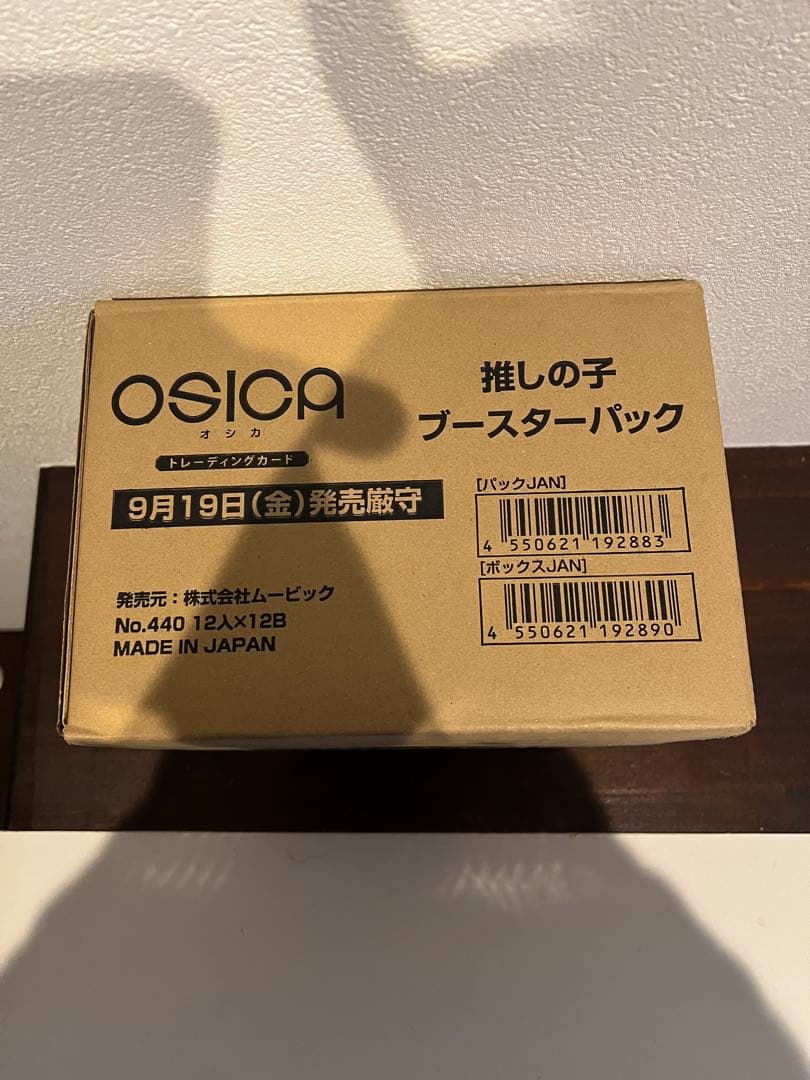 OSICA
オシカ
トレーディングカード
9月19日(金)発売厳守
発売元：株式会社ムービック
No.440 12入×12B
MADE IN JAPAN
推しの子
ブースターパック
[パックJAN]
4 550621 192883
[ボックスJAN]
4 550621 192890